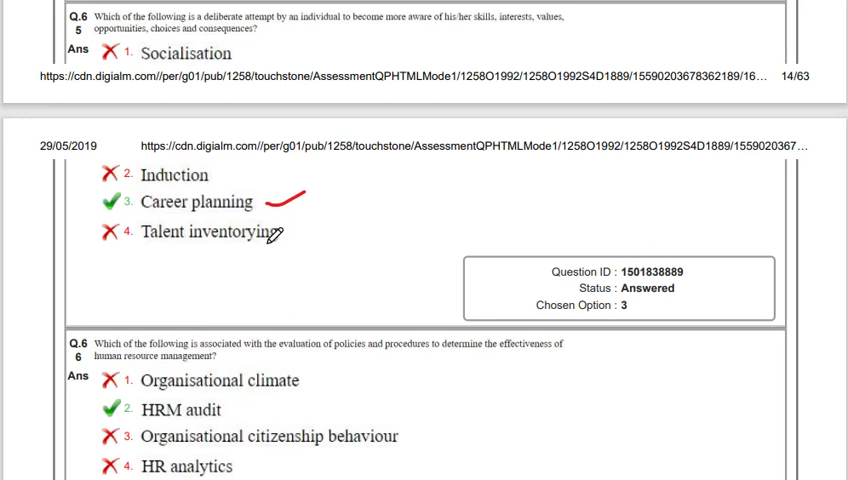 Q.6 Which of the following is a deliberate attempt by an individual to become more aware of his/her skills, interests, values,
5 opportunities, choices and consequences?
Ans 1. Socialisation
https://cdn.digialm.com//per/g01/pub/1258/touchstone/AssessmentQPHTMLMode1/1258O1992/1258O1992S4D1889/15590203678362189/16… 14/63
29/05/2019 https://cdn.digialm.com//per/g01/pub/1258/touchstone/AssessmentQPHTMLMode1/1258O1992/1258O1992S4D1889/1559020367…
2. Induction
3. Career planning
4. Talent inventorying
Question ID : 1501838889
Status : Answered
Chosen Option : 3
Q.6 Which of the following is associated with the evaluation of policies and procedures to determine the effectiveness of
6 human resource management?
Ans 1. Organisational climate
2. HRM audit
3. Organisational citizenship behaviour
4. HR analytics